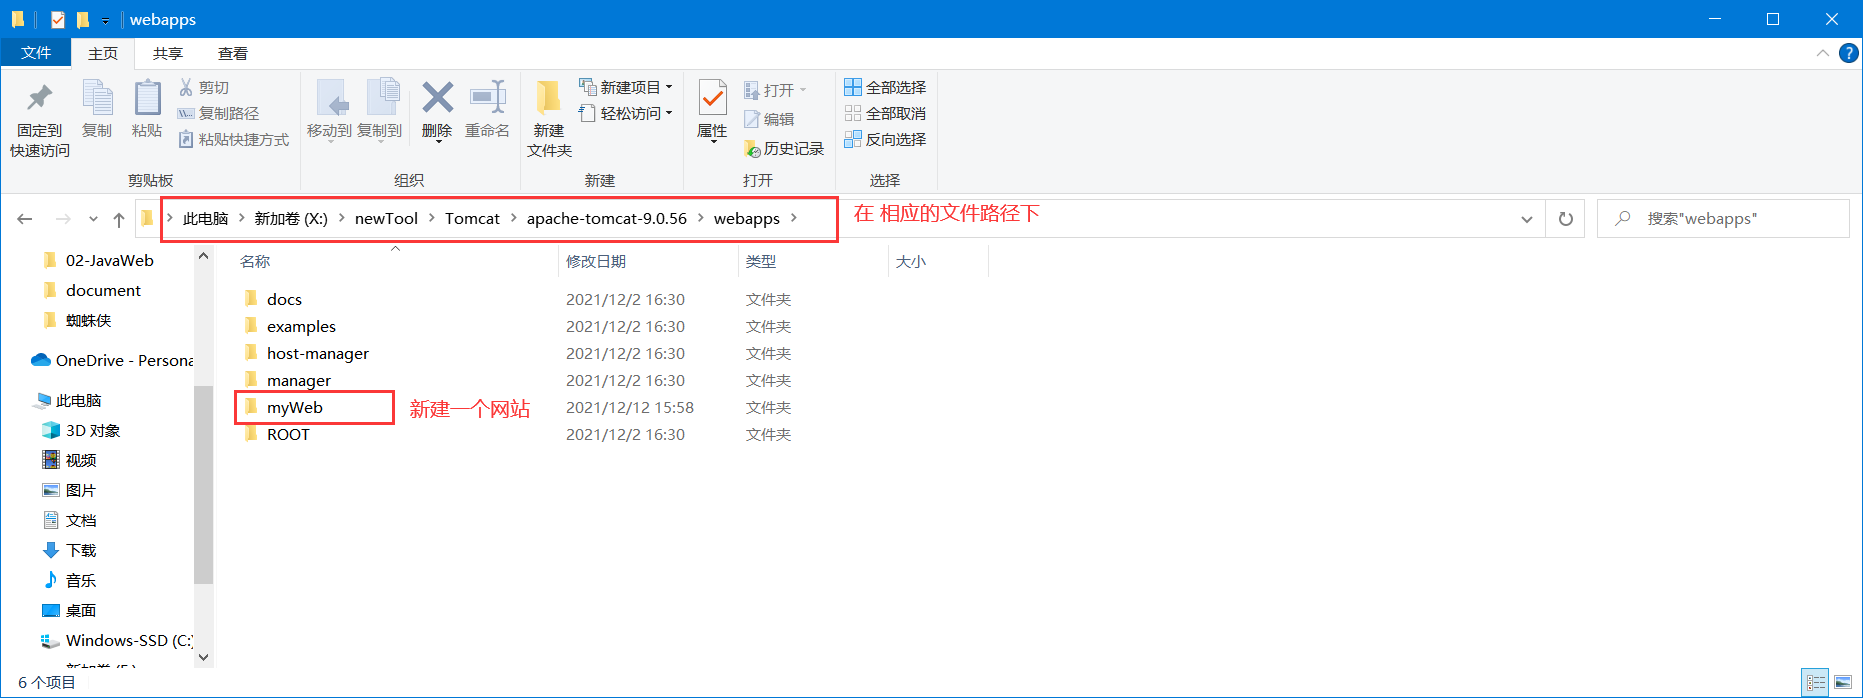 webapps
文件 主页 共享 查看
固定到
快速访问
复制
粘贴
剪切
复制路径
粘贴快捷方式
剪贴板
移动到
复制到
删除
重命名
组织
新建
文件夹
新建项目
轻松访问
新建
属性
打开
编辑
历史记录
打开
全部选择
全部取消
反向选择
选择
此电脑 > 新加卷 (X:) > newTool > Tomcat > apache-tomcat-9.0.56 > webapps >
在 相应的文件路径下
搜索"webapps"
02-JavaWeb
document
蜘蛛侠
OneDrive - Persona
此电脑
3D 对象
视频
图片
文档
下载
音乐
桌面
Windows-SSD (C:)
名称 修改日期 类型 大小
docs 2021/12/2 16:30 文件夹
examples 2021/12/2 16:30 文件夹
host-manager 2021/12/2 16:30 文件夹
manager 2021/12/2 16:30 文件夹
myWeb 新建一个网站 2021/12/12 15:58 文件夹
ROOT 2021/12/2 16:30 文件夹
6 个项目